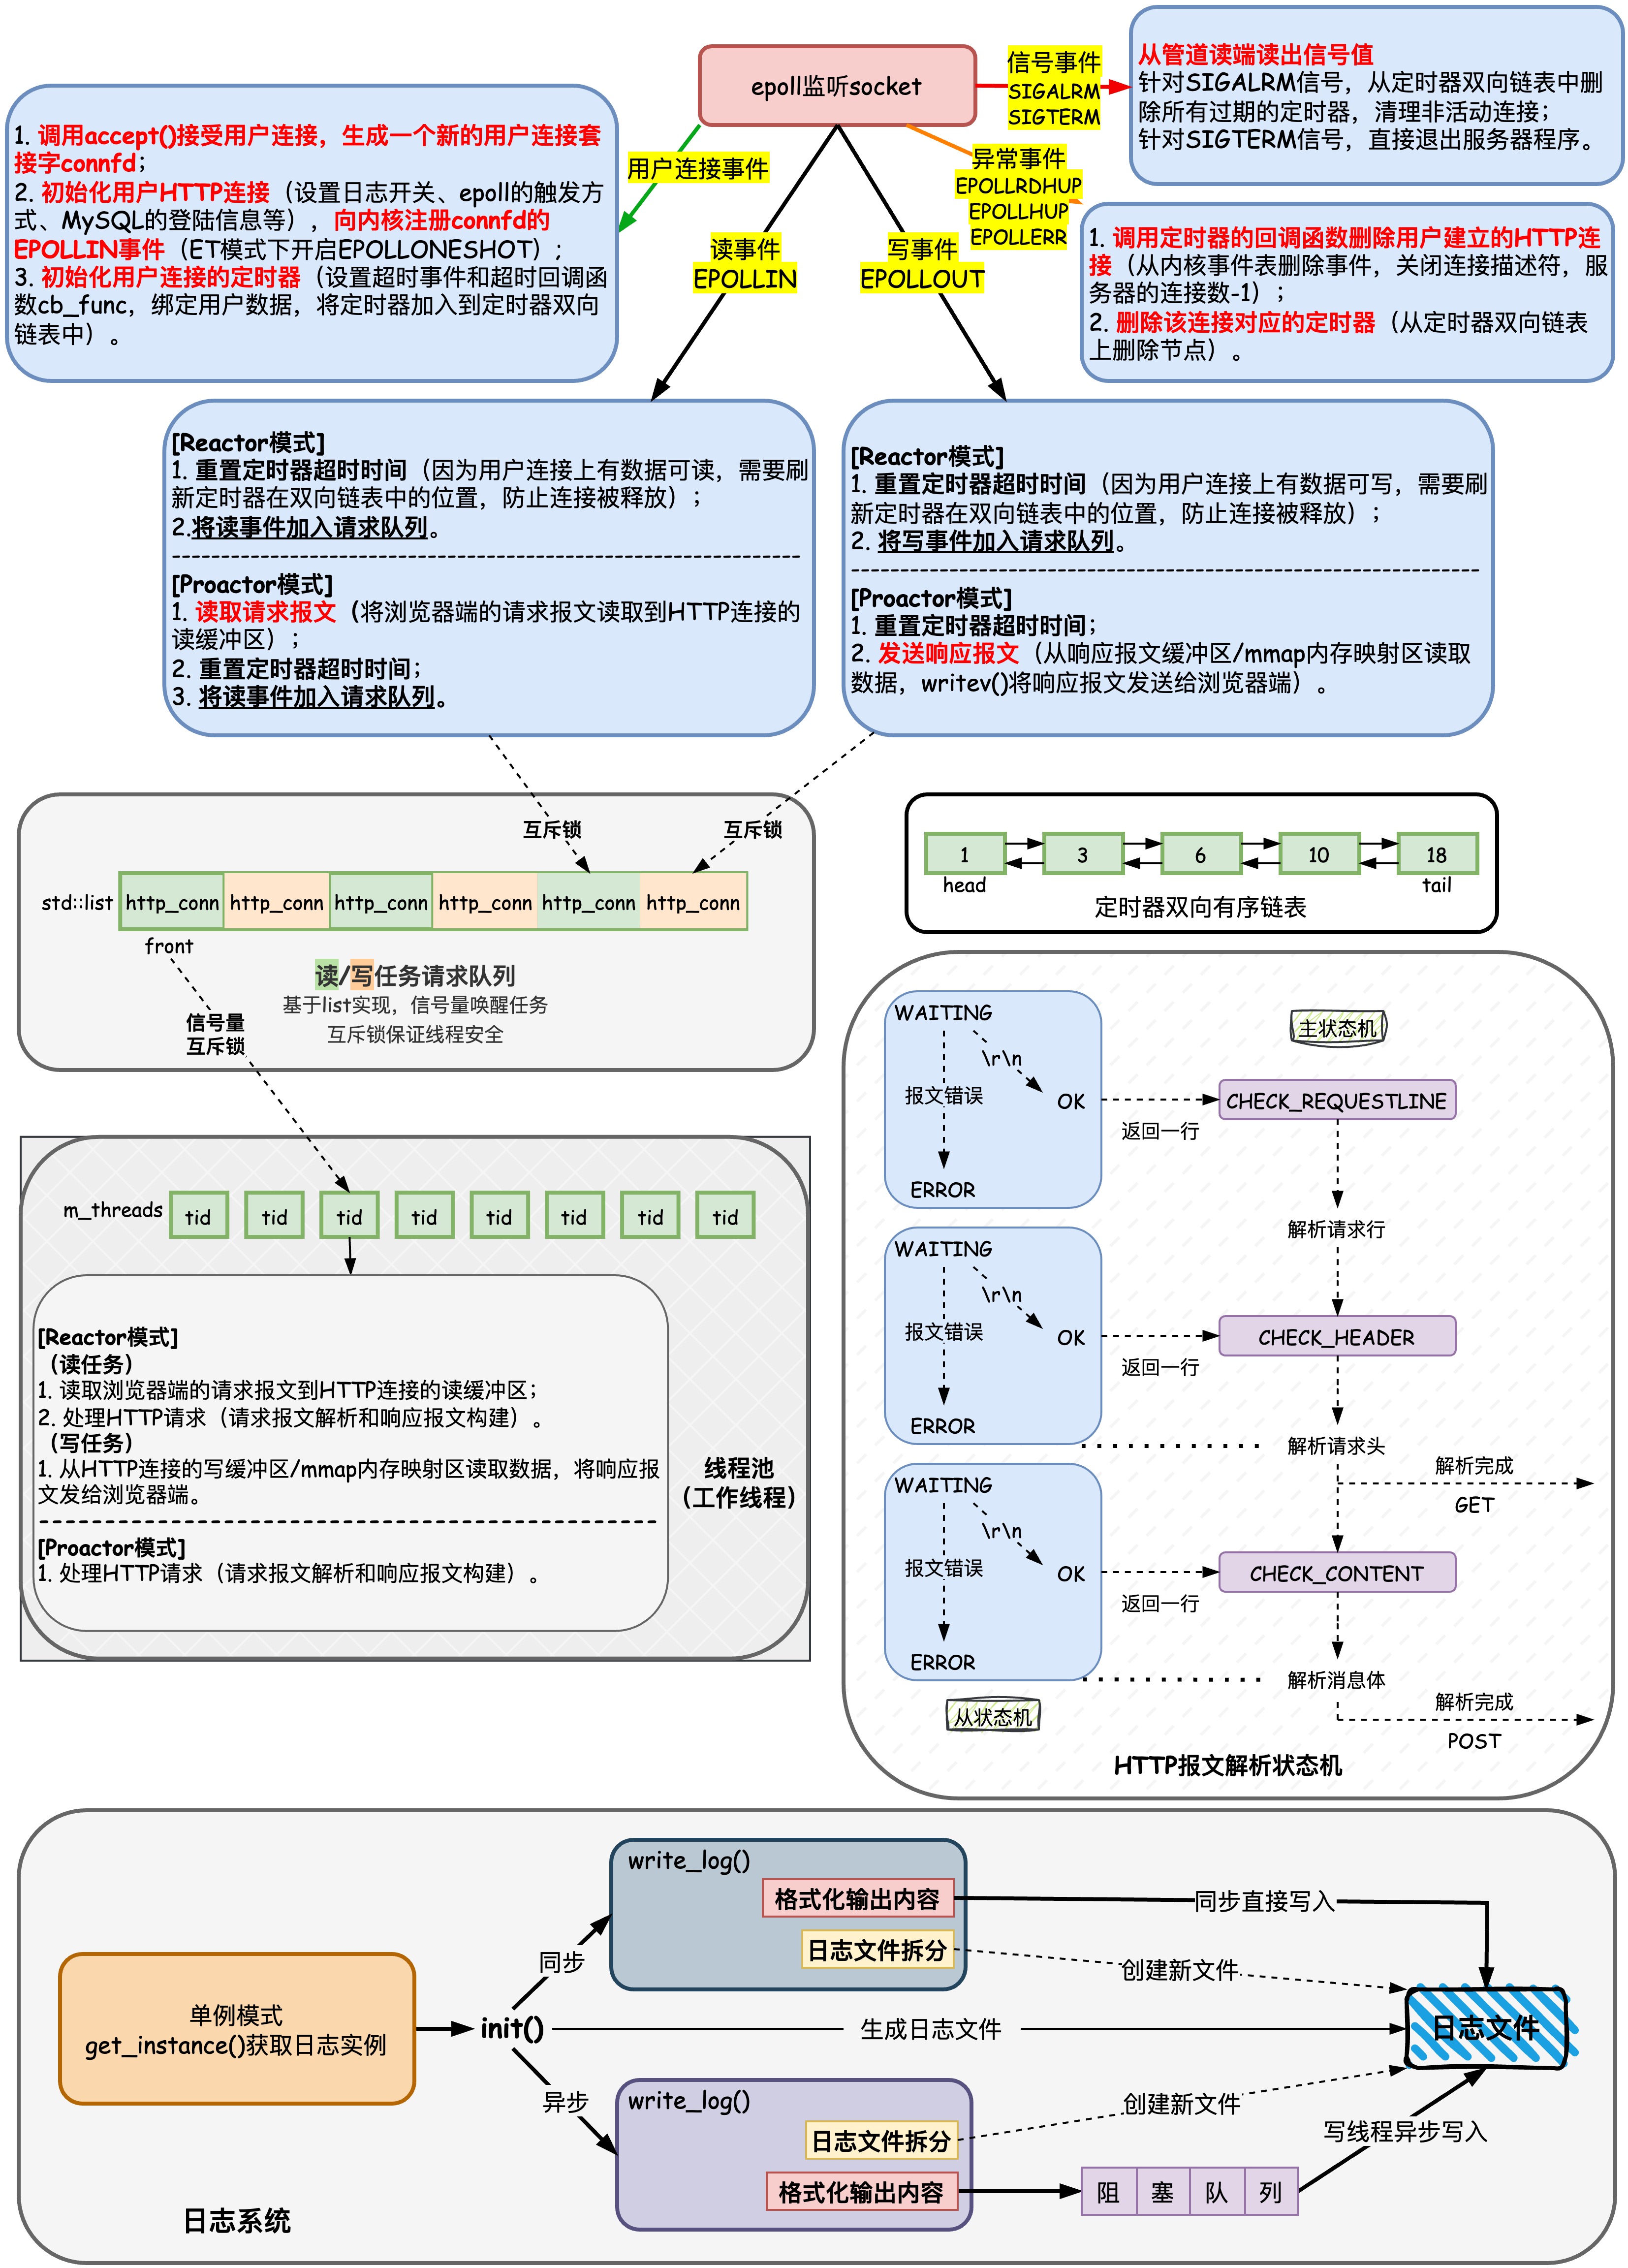 epoll监听socket
信号事件
SIGALRM
SIGTERM
从管道读端读出信号值
针对SIGALRM信号，从定时器双向链表中删
除所有过期的定时器，清理非活动连接；
针对SIGTERM信号，直接退出服务器程序。
1. 调用accept()接受用户连接，生成一个新的用户连接套
接字connfd；
2. 初始化用户HTTP连接（设置日志开关、epoll的触发方
式、MySQL的登陆信息等），向内核注册connfd的
EPOLLIN事件（ET模式下开启EPOLLONESHOT）；
3. 初始化用户连接的定时器（设置超时事件和超时回调函
数cb_func，绑定用户数据，将定时器加入到定时器双向
链表中）。
用户连接事件
异常事件
EPOLLRDHUP
EPOLLHUP
EPOLLERR
1. 调用定时器的回调函数删除用户建立的HTTP连
接（从内核事件表删除事件，关闭连接描述符，服
务器的连接数-1）；
2. 删除该连接对应的定时器（从定时器双向链表
上删除节点）。
读事件
EPOLLIN
写事件
EPOLLOUT
[Reactor模式]
1. 重置定时器超时时间（因为用户连接上有数据可读，需要刷
新定时器在双向链表中的位置，防止连接被释放）；
2.将读事件加入请求队列。
[Proactor模式]
1. 读取请求报文（将浏览器端的请求报文读取到HTTP连接的
读缓冲区）；
2. 重置定时器超时时间；
3. 将读事件加入请求队列。
[Reactor模式]
1. 重置定时器超时时间（因为用户连接上有数据可写，需要刷
新定时器在双向链表中的位置，防止连接被释放）；
2. 将写事件加入请求队列。
[Proactor模式]
1. 重置定时器超时时间；
2. 发送响应报文（从响应报文缓冲区/mmap内存映射区读取
数据，writev()将响应报文发送给浏览器端）。
互斥锁
互斥锁
std::list
http_conn
http_conn
http_conn
http_conn
http_conn
http_conn
front
读/写任务请求队列
基于list实现，信号量唤醒任务
互斥锁保证线程安全
信号量
互斥锁
1
3
6
10
18
head
tail
定时器双向有序链表
m_threads
tid
tid
tid
tid
tid
tid
tid
tid
[Reactor模式]
（读任务）
1. 读取浏览器端的请求报文到HTTP连接的读缓冲区；
2. 处理HTTP请求（请求报文解析和响应报文构建）。
（写任务）
1. 从HTTP连接的写缓冲区/mmap内存映射区读取数据，将响应报
文发给浏览器端。
[Proactor模式]
1. 处理HTTP请求（请求报文解析和响应报文构建）。
线程池
（工作线程）
WAITING
\r\n
报文错误
OK
ERROR
返回一行
主状态机
CHECK_REQUESTLINE
解析请求行
WAITING
\r\n
报文错误
OK
ERROR
返回一行
CHECK_HEADER
解析请求头
解析完成
GET
WAITING
\r\n
报文错误
OK
ERROR
返回一行
CHECK_CONTENT
解析消息体
解析完成
POST
从状态机
HTTP报文解析状态机
单例模式
get_instance()获取日志实例
init()
同步
异步
write_log()
格式化输出内容
日志文件拆分
同步直接写入
创建新文件
生成日志文件
日志文件
write_log()
日志文件拆分
格式化输出内容
创建新文件
写线程异步写入
阻
塞
队
列
日志系统